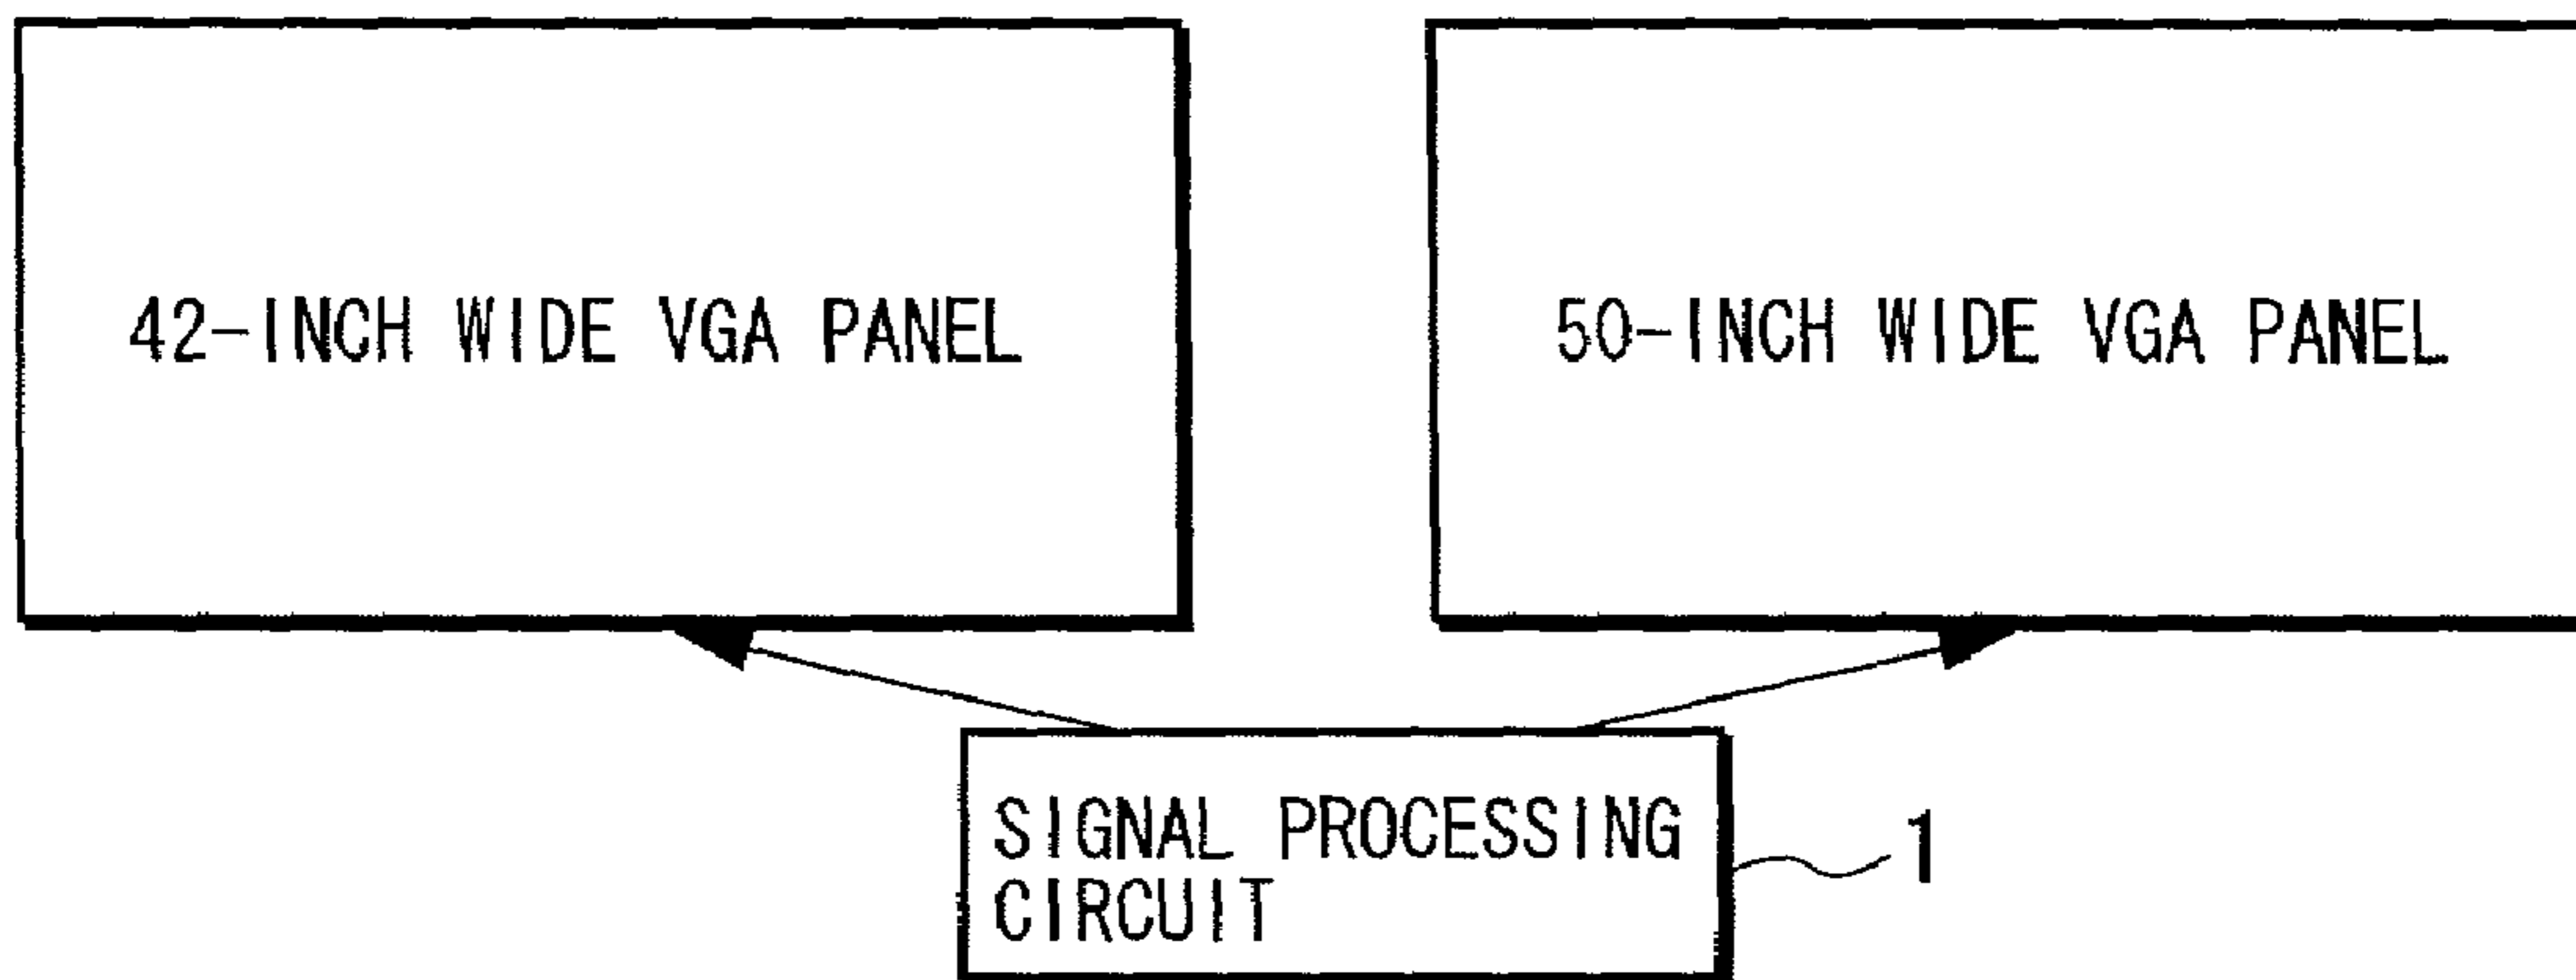 42-INCH WIDE VGA PANEL
50-INCH WIDE VGA PANEL
SIGNAL PROCESSING
CIRCUIT
1